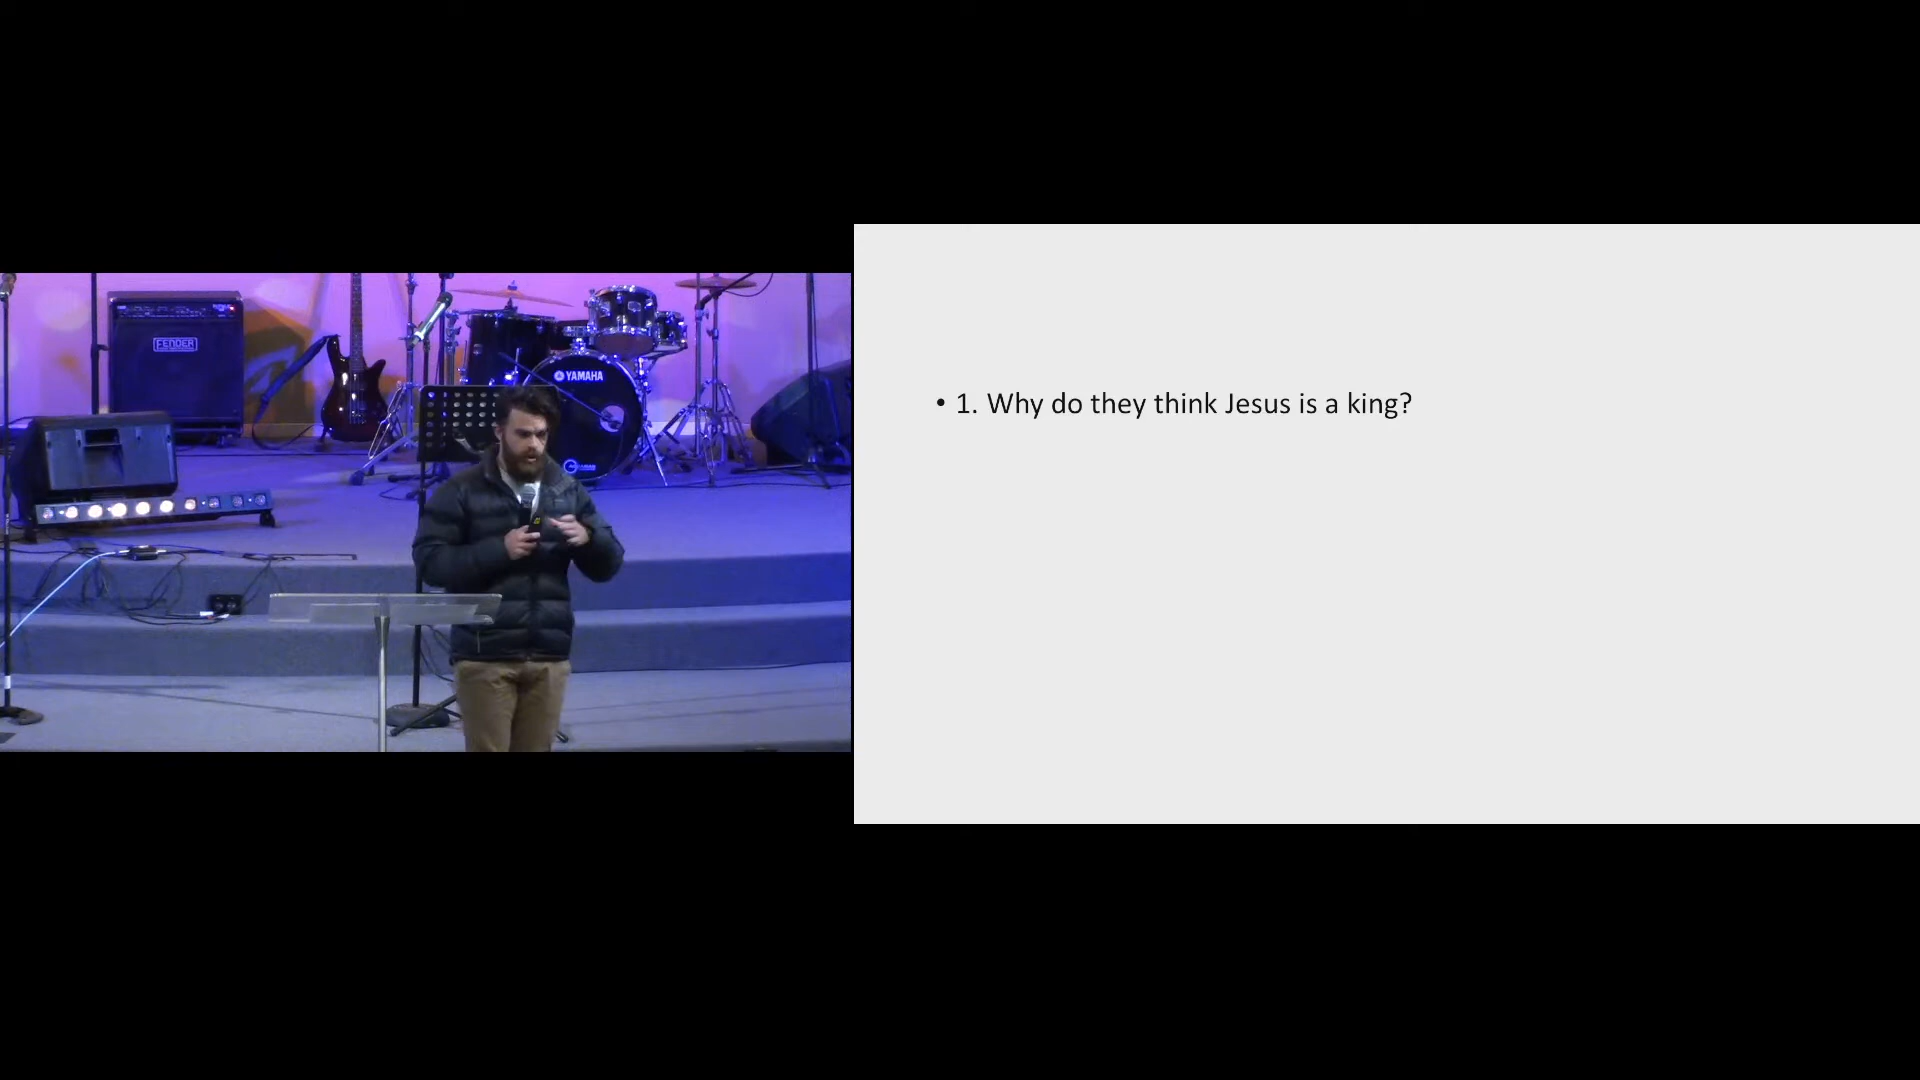 FENDER
YAMAHA
• 1. Why do they think Jesus is a king?